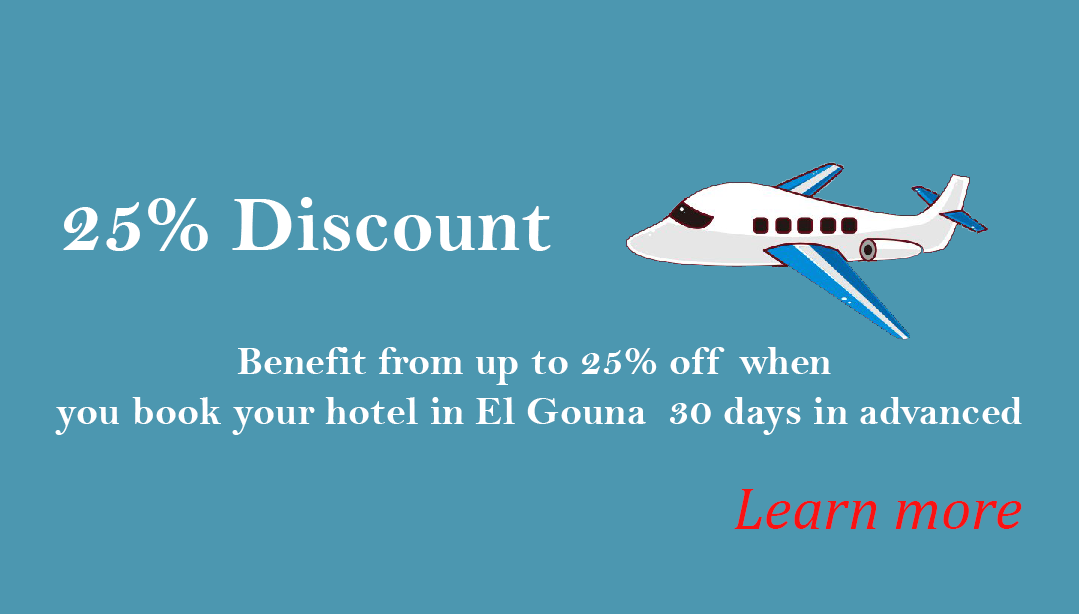 25% Discount
Benefit from up to 25% off when
you book your hotel in El Gouna 30 days in advanced
Learn more